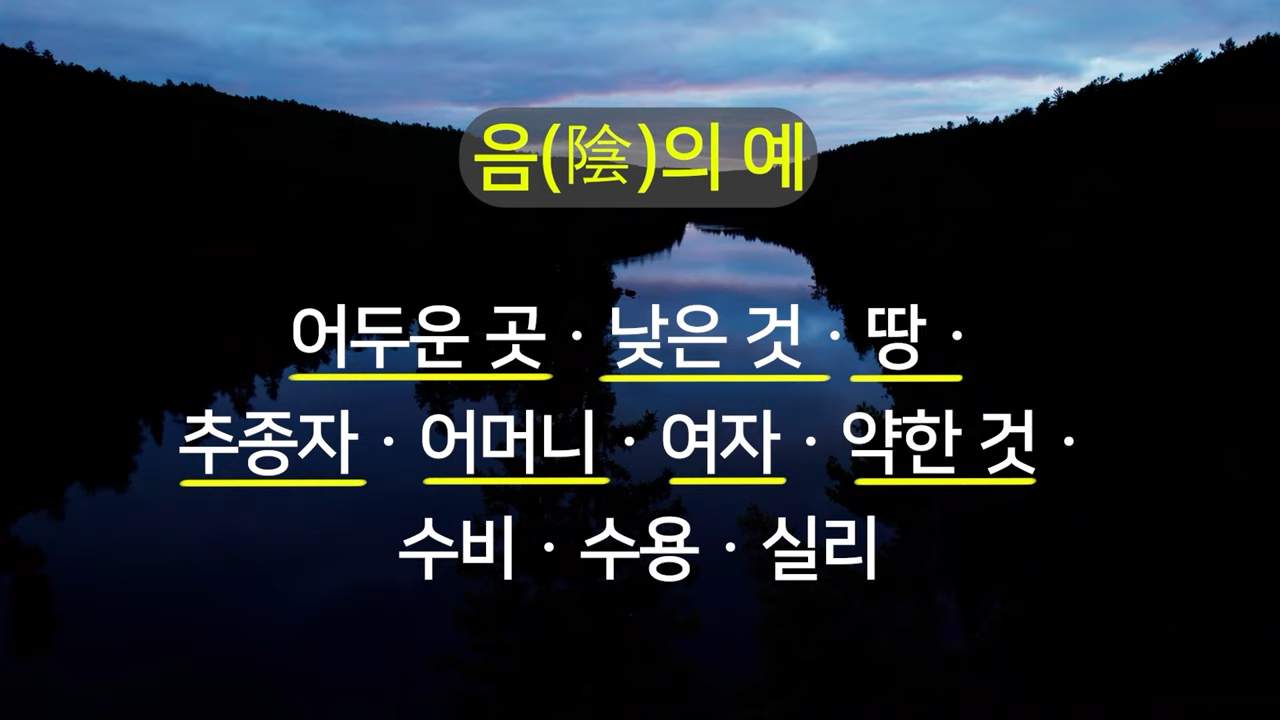 음(陰)의 예
어두운 곳 · 낮은 것 · 땅 ·
추종자 · 어머니 · 여자 · 약한 것 ·
수비 · 수용 · 실리